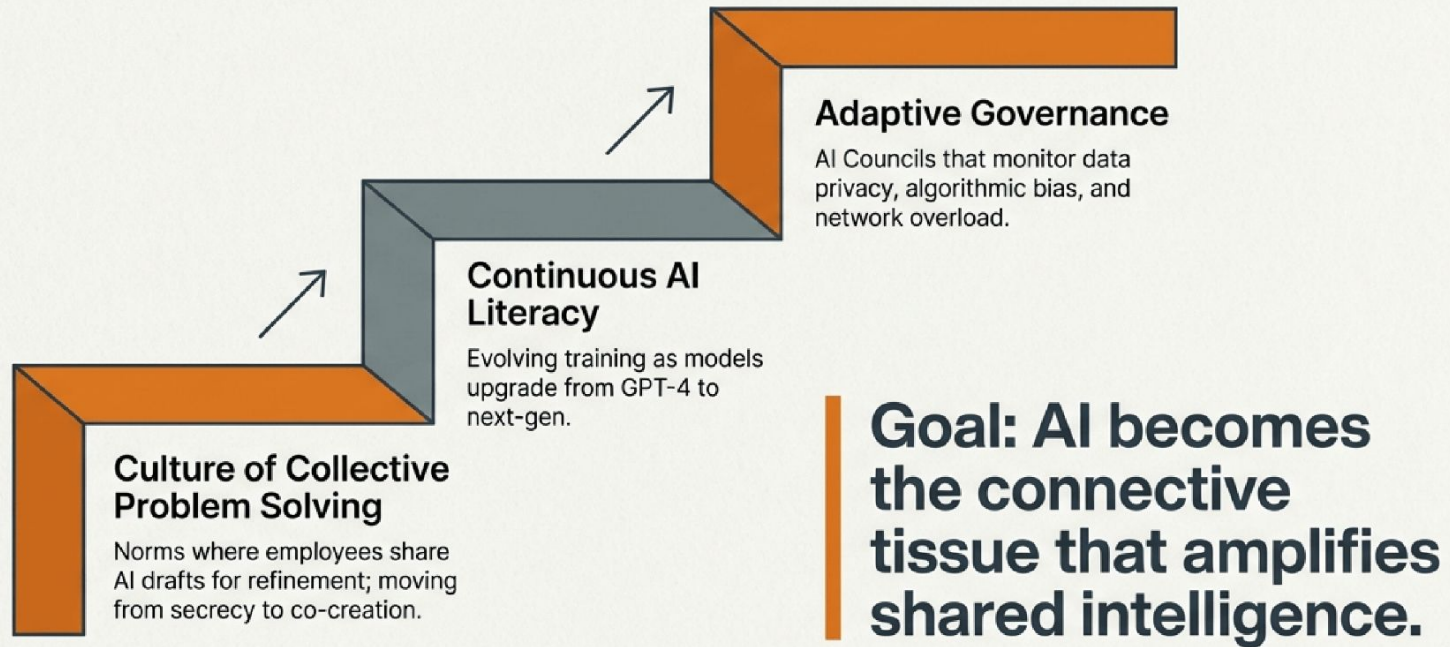 Adaptive Governance
AI Councils that monitor data
privacy, algorithmic bias, and
network overload.
Continuous AI
Literacy
Evolving training as models
upgrade from GPT-4 to
next-gen.
Culture of Collective
Problem Solving
Norms where employees share
AI drafts for refinement; moving
from secrecy to co-creation.
Goal: AI becomes
the connective
tissue that amplifies
shared intelligence.